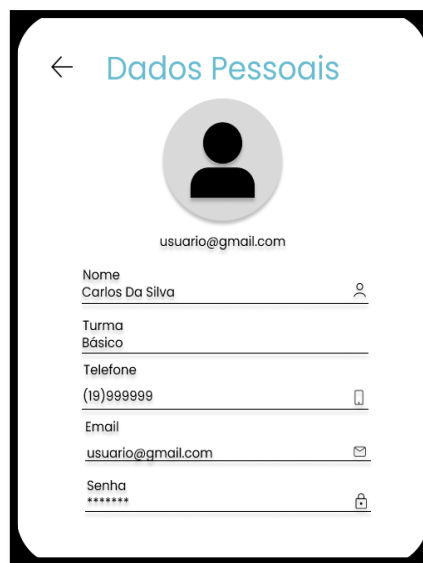 Dados Pessoais
usuario@gmail.com
Nome
Carlos Da Silva
Turma
Básico
Telefone
(19)999999
Email
usuario@gmail.com
Senha
*******